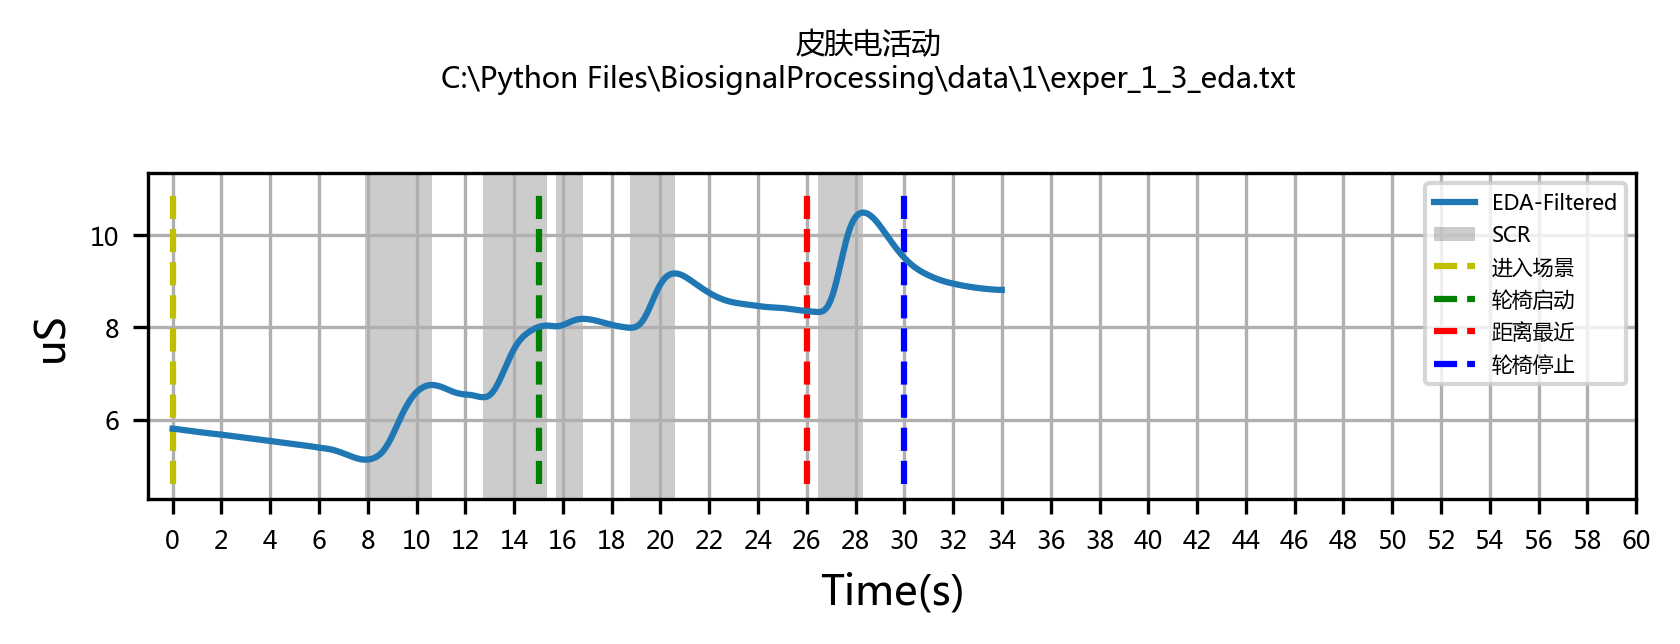 皮肤电活动
C:\Python Files\BiosignalProcessing\data\1\exper_1_3_eda.txt
EDA-Filtered
SCR
进入场景
轮椅启动
距离最近
轮椅停止
10
8
6
uS
0 2 4 6 8 10 12 14 16 18 20 22 24 26 28 30 32 34 36 38 40 42 44 46 48 50 52 54 56 58 60
Time(s)